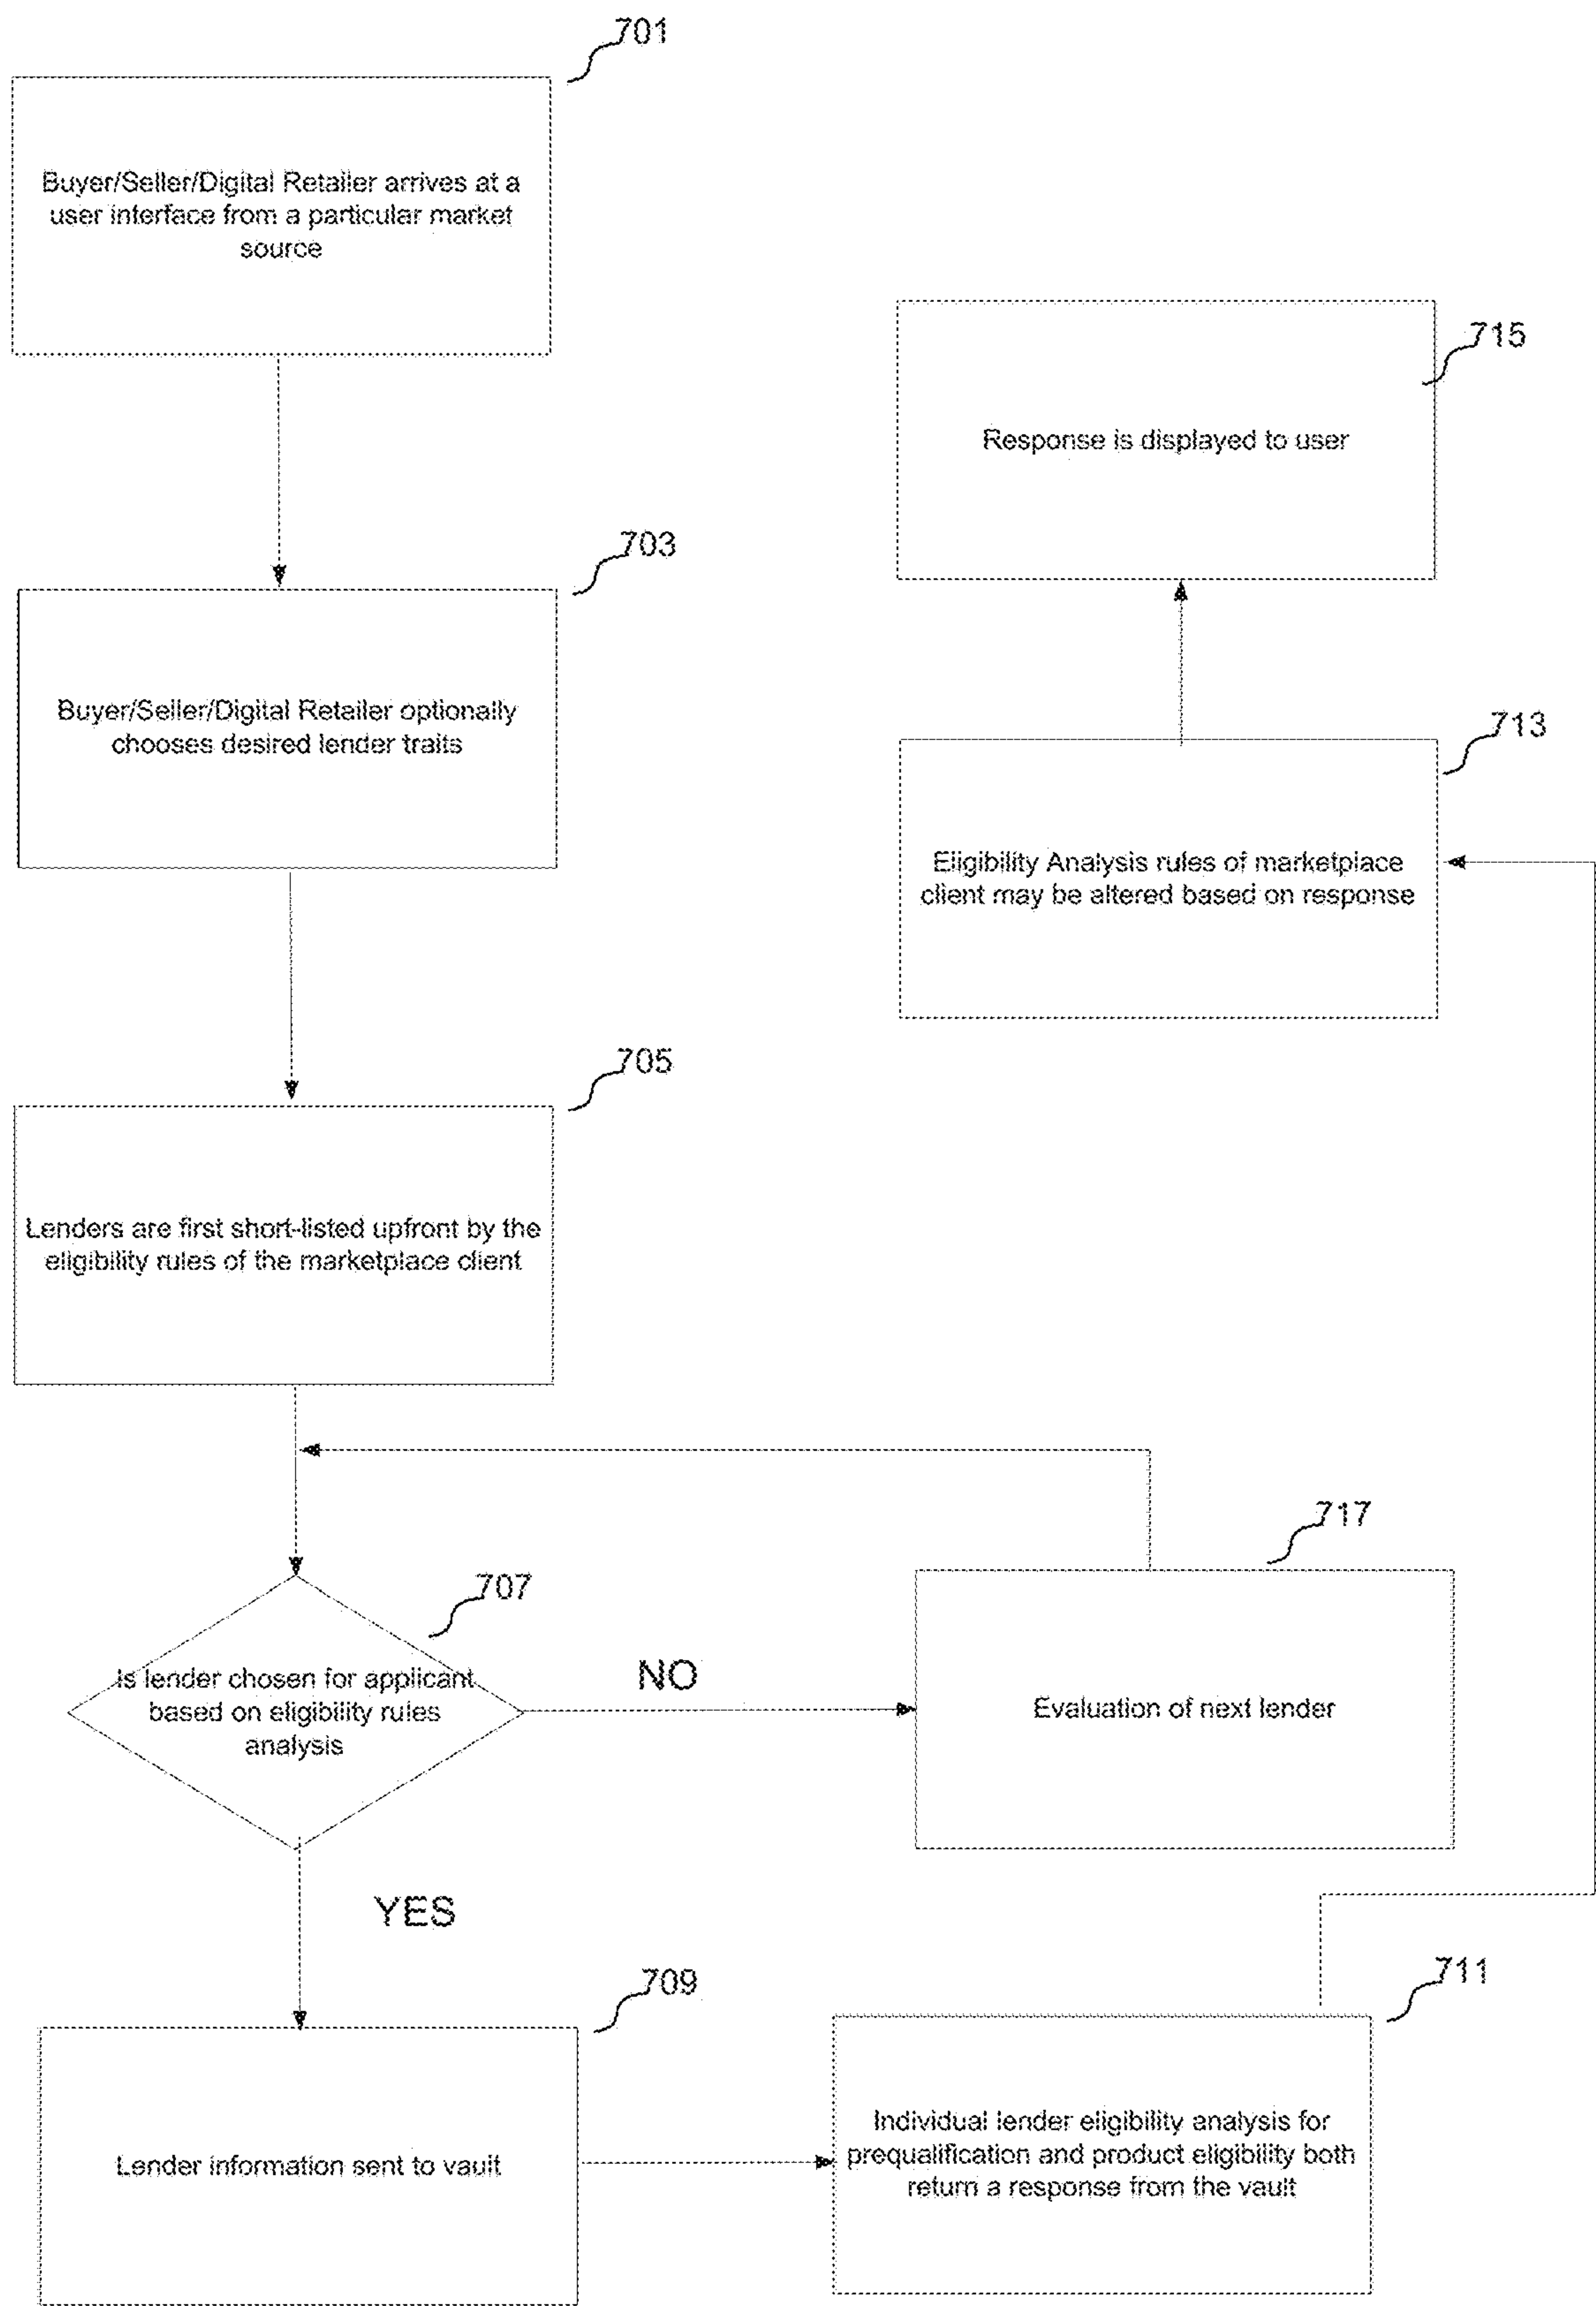 701
Buyer/Seller/Digital Retailer arrives at a
user interface from a particular market
source
703
Buyer/Seller/Digital Retailer optionally
chooses desired lender traits
705
Lenders are first short-listed upfront by the
eligibility rules of the marketplace client
707
Is lender chosen for applicant
based on eligibility rules
analysis
NO
YES
717
Evaluation of next lender
709
Lender information sent to vault
711
Individual lender eligibility analysis for
prequalification and product eligibility both
return a response from the vault
713
Eligibility Analysis rules of marketplace
client may be altered based on response
715
Response is displayed to user